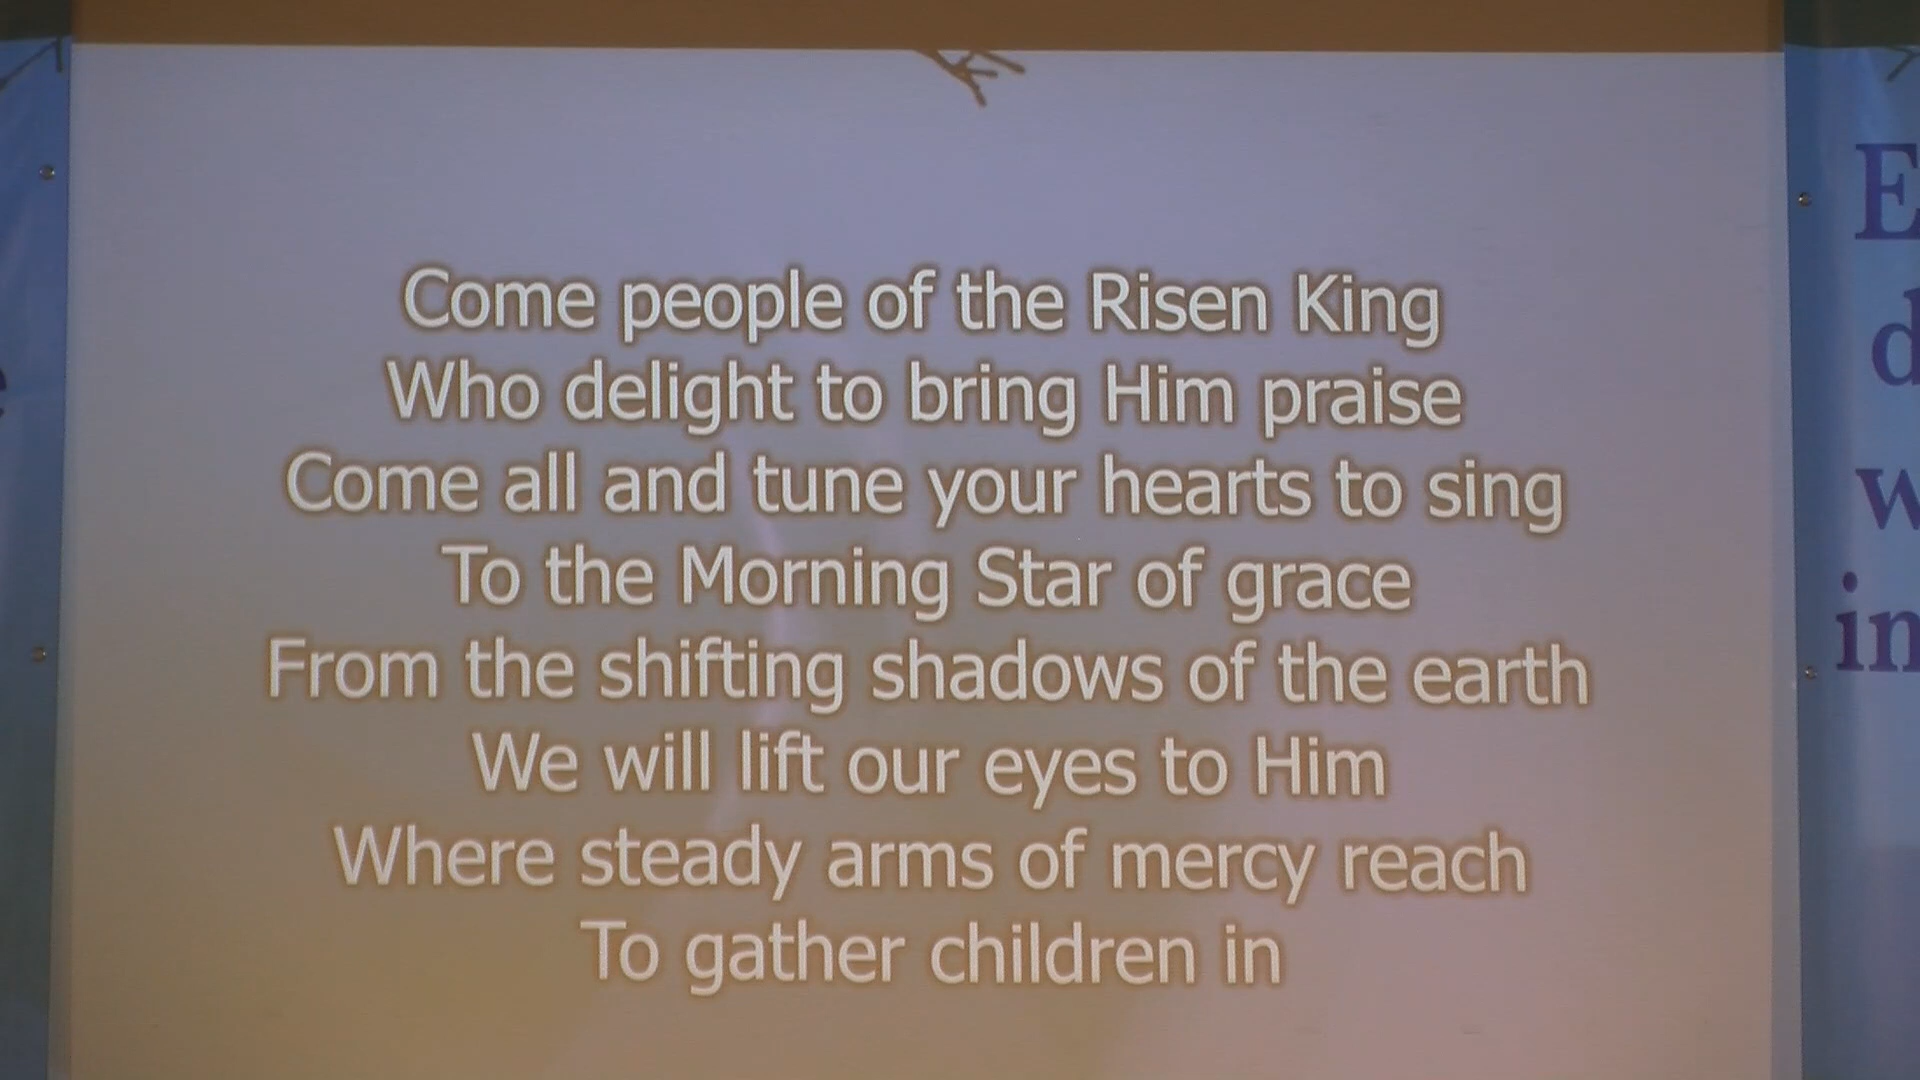 Come people of the Risen King
Who delight to bring Him praise
Come all and tune your hearts to sing
To the Morning Star of grace
From the shifting shadows of the earth
We will lift our eyes to Him
Where steady arms of mercy reach
To gather children in